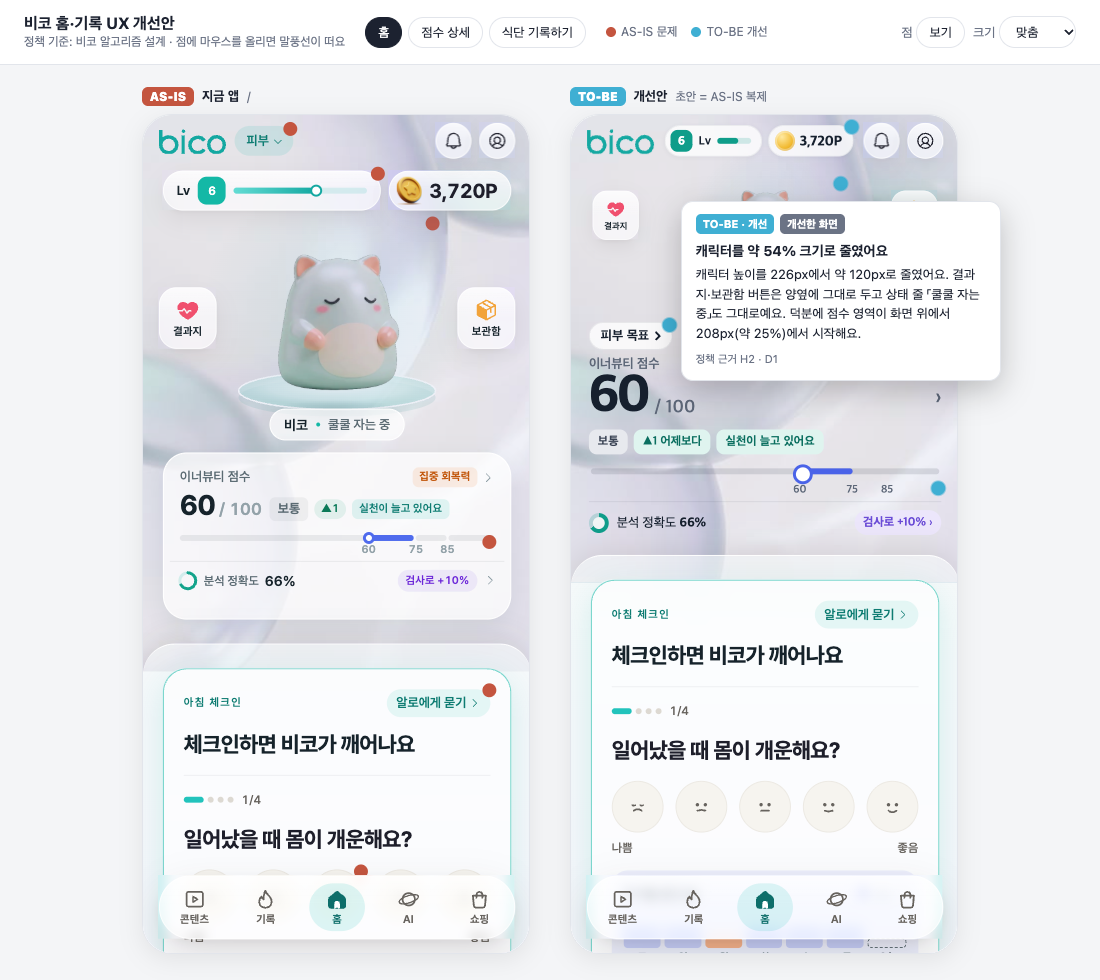 비코 홈·기록 UX 개선안
정책 기준: 비코 알고리즘 설계 · 점에 마우스를 올리면 말풍선이 떠요
홈
점수 상세
식단 기록하기
AS-IS 문제
TO-BE 개선
점
보기
크기
맞춤
AS-IS 지금 앱 /
bico
피부
Lv 6
3,720P
결과지
보관함
비코 • 쿨쿨 자는 중
이너뷰티 점수
집중 회복력
60 / 100 보통 ▲1 실천이 늘고 있어요
60 75 85
분석 정확도 66%
검사로 +10%
아침 체크인
알로에게 묻기
체크인하면 비코가 깨어나요
1/4
일어났을 때 몸이 개운해요?
콘텐츠 기록 홈 AI 쇼핑
TO-BE 개선안 초안 = AS-IS 복제
bico
6 Lv
3,720P
결과지
TO-BE · 개선 개선한 화면
캐릭터를 약 54% 크기로 줄였어요
캐릭터 높이를 226px에서 약 120px로 줄였어요. 결과
지·보관함 버튼은 양옆에 그대로 두고 상태 줄 「쿨쿨 자는
중」도 그대로예요. 덕분에 점수 영역이 화면 위에서
208px(약 25%)에서 시작해요.
정책 근거 H2 · D1
피부 목표
이너뷰티 점수
60 / 100
보통 ▲1 어제보다 실천이 늘고 있어요
60 75 85
분석 정확도 66%
검사로 +10% ›
아침 체크인
알로에게 묻기
체크인하면 비코가 깨어나요
1/4
일어났을 때 몸이 개운해요?
나쁨 좋음
콘텐츠 기록 홈 AI 쇼핑